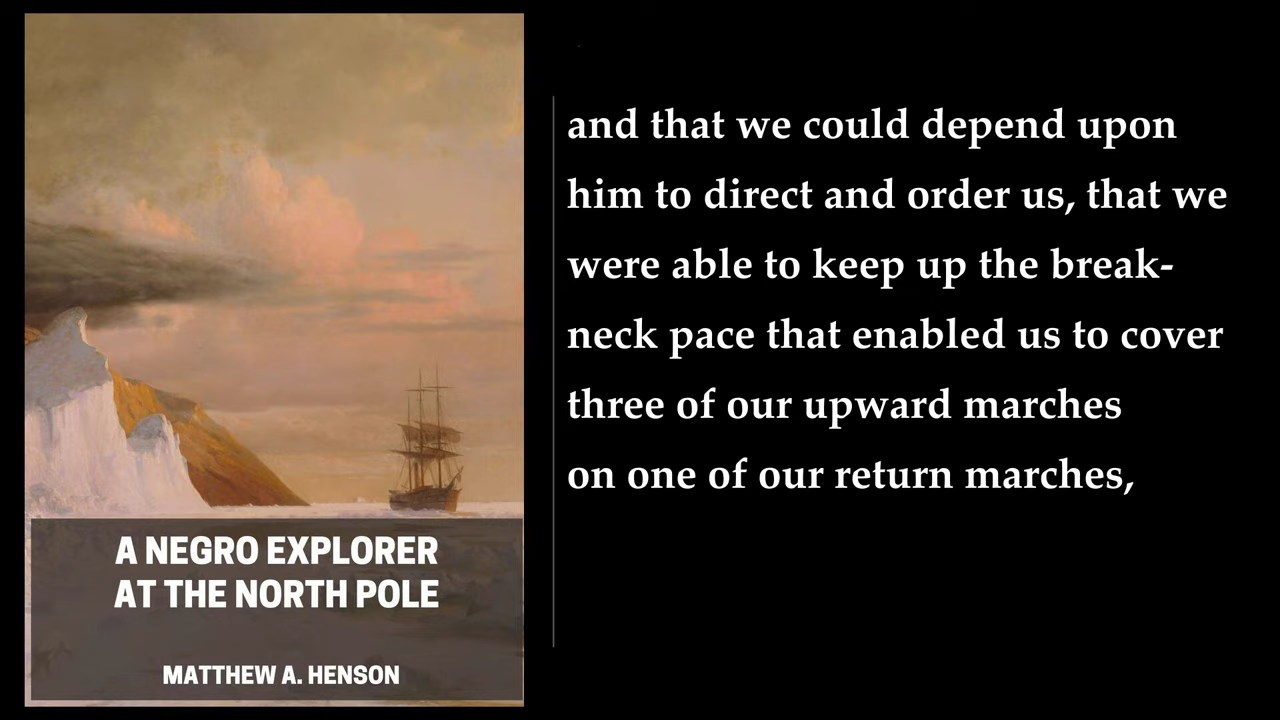 A NEGRO EXPLORER
AT THE NORTH POLE
MATTHEW A. HENSON
and that we could depend upon
him to direct and order us, that we
were able to keep up the break-
neck pace that enabled us to cover
three of our upward marches
on one of our return marches,